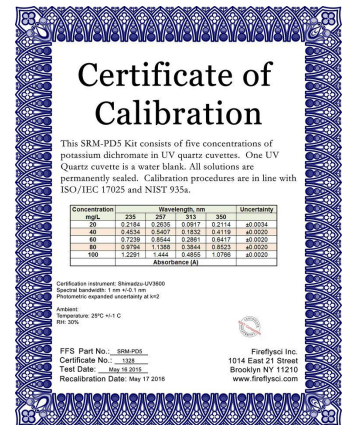 Certificate of
Calibration
This SRM-PD5 Kit consists of five concentrations of
potassium dichromate in UV quartz cuvettes. One UV
Quartz cuvette is a water blank. All solutions are
permanently sealed. Calibration procedures are in line with
ISO/IEC 17025 and NIST 935a.
Concentration Wavelength, nm Uncertainty
mg/L 235 257 313 350
20 0.2184 0.2635 0.0917 0.2114 ±0.0034
40 0.4534 0.5407 0.1832 0.4119 ±0.0020
60 0.7239 0.8544 0.2861 0.6417 ±0.0020
80 0.9794 1.1388 0.3844 0.8523 ±0.0020
100 1.2291 1.444 0.4855 1.0766 ±0.0020
Absorbance (A)
Certification instrument: Shimadzu-UV3600
Spectral bandwidth: 1 nm +/-0.1 nm
Photometric expanded uncertainty at k=2
Ambient:
Temperature: 25ºC +/-1 C
RH: 30%
FFS Part No.: SRM-PD5
Certificate No.: 1328
Test Date: May 16 2015
Recalibration Date: May 17 2016
Fireflysci Inc.
1014 East 21 Street
Brooklyn NY 11210
www.fireflysci.com